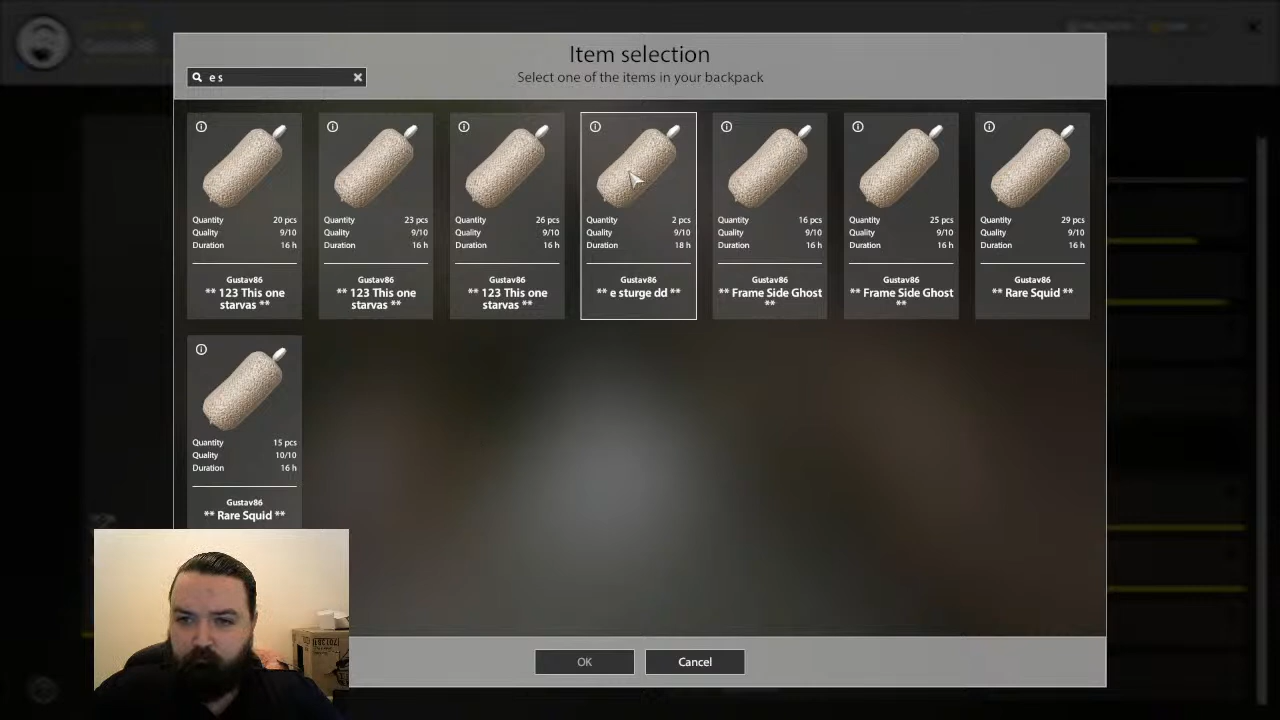 Item selection
Select one of the items in your backpack
e s
Quantity 20 pcs
Quality 9/10
Duration 16 h
Gustav86
** 123 This one
starvas **
Quantity 23 pcs
Quality 9/10
Duration 16 h
Gustav86
** 123 This one
starvas **
Quantity 26 pcs
Quality 9/10
Duration 16 h
Gustav86
** 123 This one
starvas **
Quantity 2 pcs
Quality 9/10
Duration 18 h
Gustav86
** e sturge dd **
Quantity 16 pcs
Quality 9/10
Duration 16 h
Gustav86
** Frame Side Ghost
**
Quantity 25 pcs
Quality 9/10
Duration 16 h
Gustav86
** Frame Side Ghost
**
Quantity 29 pcs
Quality 9/10
Duration 16 h
Gustav86
** Rare Squid **
Quantity 15 pcs
Quality 10/10
Duration 16 h
Gustav86
** Rare Squid **
OK
Cancel